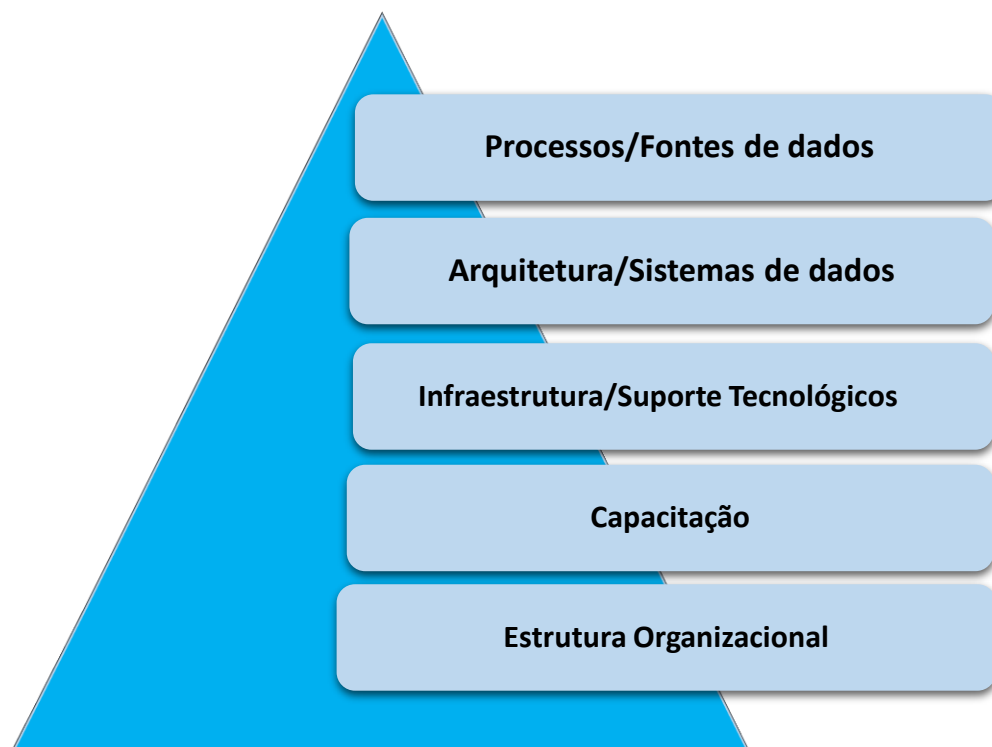 Processos/Fontes de dados
Arquitetura/Sistemas de dados
Infraestrutura/Suporte Tecnológicos
Capacitação
Estrutura Organizacional